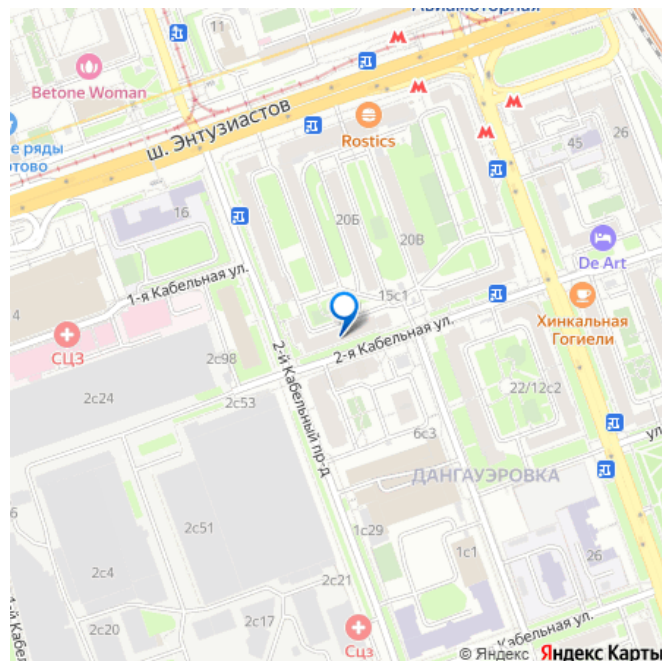 Авиамоторная
11
Betone Woman
ш. Энтузиастов
Rostics
е ряды
ртово
45
26
16
20Б
20В
De Art
1-я Кабельная ул.
15с1
4
Хинкальная
Гогиели
СЦЗ
2-я Кабельная ул.
2с98
2-й Кабельный пр-д
2с24
2с53
22/12с2
6с3
ул
ДАНГАУЭРОВКА
6
2с51
1с29
1с1
26
2с4
2с21
1-й Кабел
2с20
2с17
Сцз
Кабельная ул.
© Яндекс Яндекс Карты